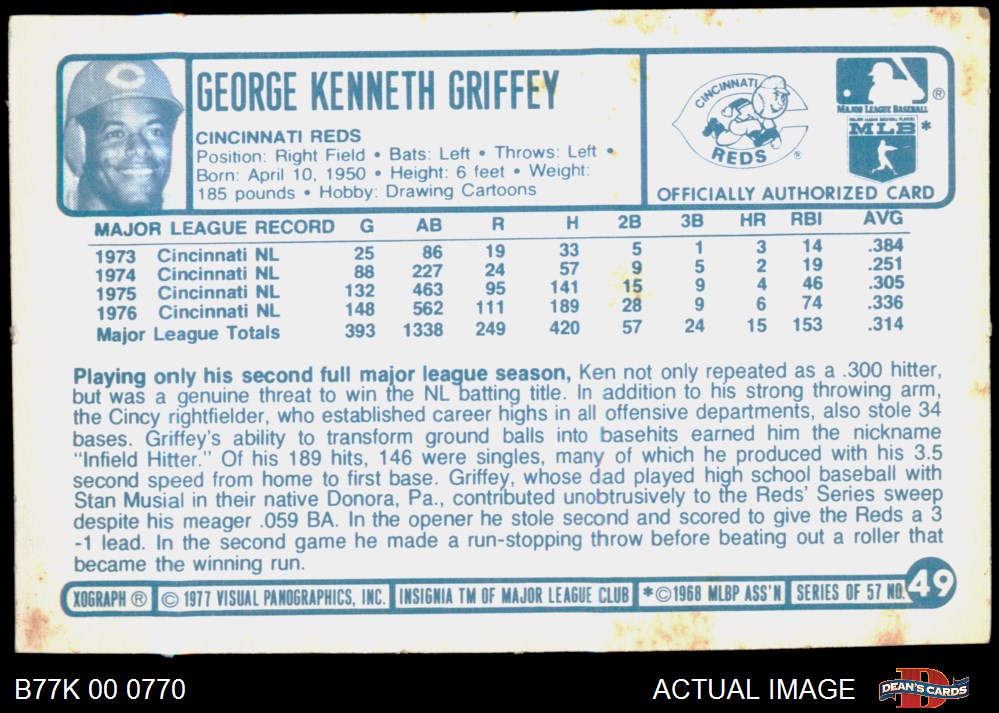 GEORGE KENNETH GRIFFEY
CINCINNATI REDS
Position: Right Field • Bats: Left • Throws: Left •
Born: April 10, 1950 • Height: 6 feet • Weight:
185 pounds • Hobby: Drawing Cartoons
C
CINCINNATI
REDS ®
®
MAJOR LEAGUE BASEBALL
MAJOR LEAGUE BASEBALL PLAYERS
MLB *
OFFICIALLY AUTHORIZED CARD
MAJOR LEAGUE RECORD G AB R H 2B 3B HR RBI AVG
1973 Cincinnati NL 25 86 19 33 5 1 3 14 .384
1974 Cincinnati NL 88 227 24 57 9 5 2 19 .251
1975 Cincinnati NL 132 463 95 141 15 9 4 46 .305
1976 Cincinnati NL 148 562 111 189 28 9 6 74 .336
Major League Totals 393 1338 249 420 57 24 15 153 .314
Playing only his second full major league season, Ken not only repeated as a .300 hitter,
but was a genuine threat to win the NL batting title. In addition to his strong throwing arm,
the Cincy rightfielder, who established career highs in all offensive departments, also stole 34
bases. Griffey's ability to transform ground balls into basehits earned him the nickname
"Infield Hitter." Of his 189 hits, 146 were singles, many of which he produced with his 3.5
second speed from home to first base. Griffey, whose dad played high school baseball with
Stan Musial in their native Donora, Pa., contributed unobtrusively to the Reds' Series sweep
despite his meager .059 BA. In the opener he stole second and scored to give the Reds a 3
-1 lead. In the second game he made a run-stopping throw before beating out a roller that
became the winning run.
XOGRAPH ® © 1977 VISUAL PANOGRAPHICS, INC. INSIGNIA TM OF MAJOR LEAGUE CLUB *©1968 MLBP ASS'N SERIES OF 57 NO. 49
B77K 00 0770 ACTUAL IMAGE DEAN'S CARDS